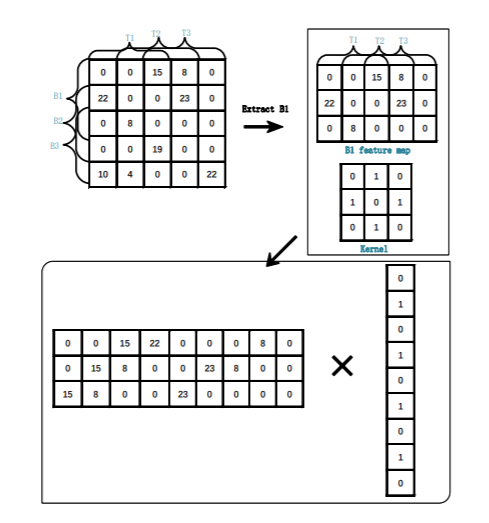 T1 T2 T3
0 0 15 8 0
22 0 0 23 0
0 8 0 0 0
0 0 19 0 0
10 4 0 0 22
B1
B2
B3
Extract B1
T1 T2 T3
0 0 15 8 0
22 0 0 23 0
0 8 0 0 0
B1 feature map
0 1 0
1 0 1
0 1 0
Kernel
0 0 15 22 0 0 0 8 0
0 15 8 0 0 23 8 0 0
15 8 0 0 23 0 0 0 0
×
0
1
0
1
0
1
0
1
0